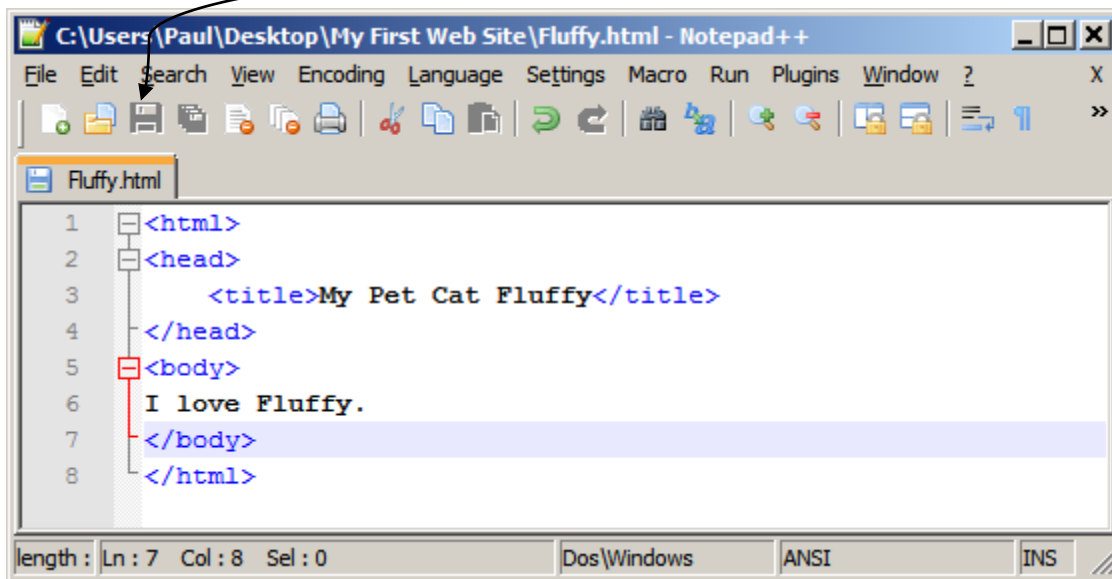 C:\Users\Paul\Desktop\My First Web Site\Fluffy.html - Notepad++
File Edit Search View Encoding Language Settings Macro Run Plugins Window ? X
Fluffy.html
1 <html>
2 <head>
3 <title>My Pet Cat Fluffy</title>
4 </head>
5 <body>
6 I love Fluffy.
7 </body>
8 </html>
length : Ln : 7 Col : 8 Sel : 0 Dos\Windows ANSI INS